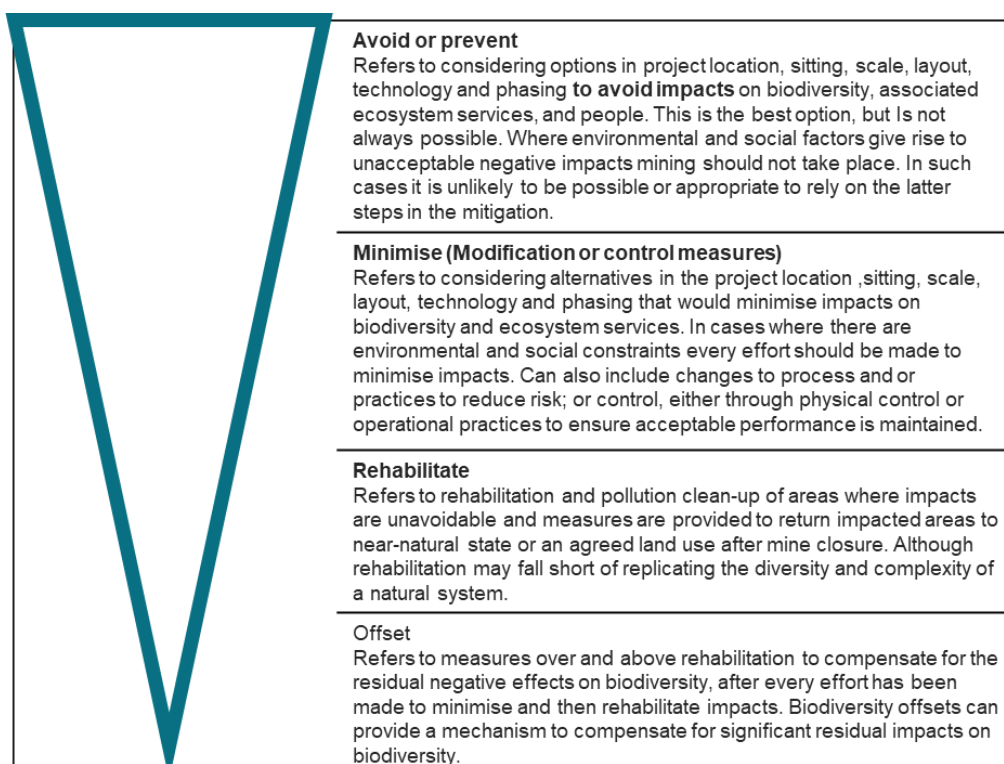 Avoid or prevent
Refers to considering options in project location, sitting, scale, layout,
technology and phasing to avoid impacts on biodiversity, associated
ecosystem services, and people. This is the best option, but Is not
always possible. Where environmental and social factors give rise to
unacceptable negative impacts mining should not take place. In such
cases it is unlikely to be possible or appropriate to rely on the latter
steps in the mitigation.
Minimise (Modification or control measures)
Refers to considering alternatives in the project location ,sitting, scale,
layout, technology and phasing that would minimise impacts on
biodiversity and ecosystem services. In cases where there are
environmental and social constraints every effort should be made to
minimise impacts. Can also include changes to process and or
practices to reduce risk; or control, either through physical control or
operational practices to ensure acceptable performance is maintained.
Rehabilitate
Refers to rehabilitation and pollution clean-up of areas where impacts
are unavoidable and measures are provided to return impacted areas to
near-natural state or an agreed land use after mine closure. Although
rehabilitation may fall short of replicating the diversity and complexity of
a natural system.
Offset
Refers to measures over and above rehabilitation to compensate for the
residual negative effects on biodiversity, after every effort has been
made to minimise and then rehabilitate impacts. Biodiversity offsets can
provide a mechanism to compensate for significant residual impacts on
biodiversity.